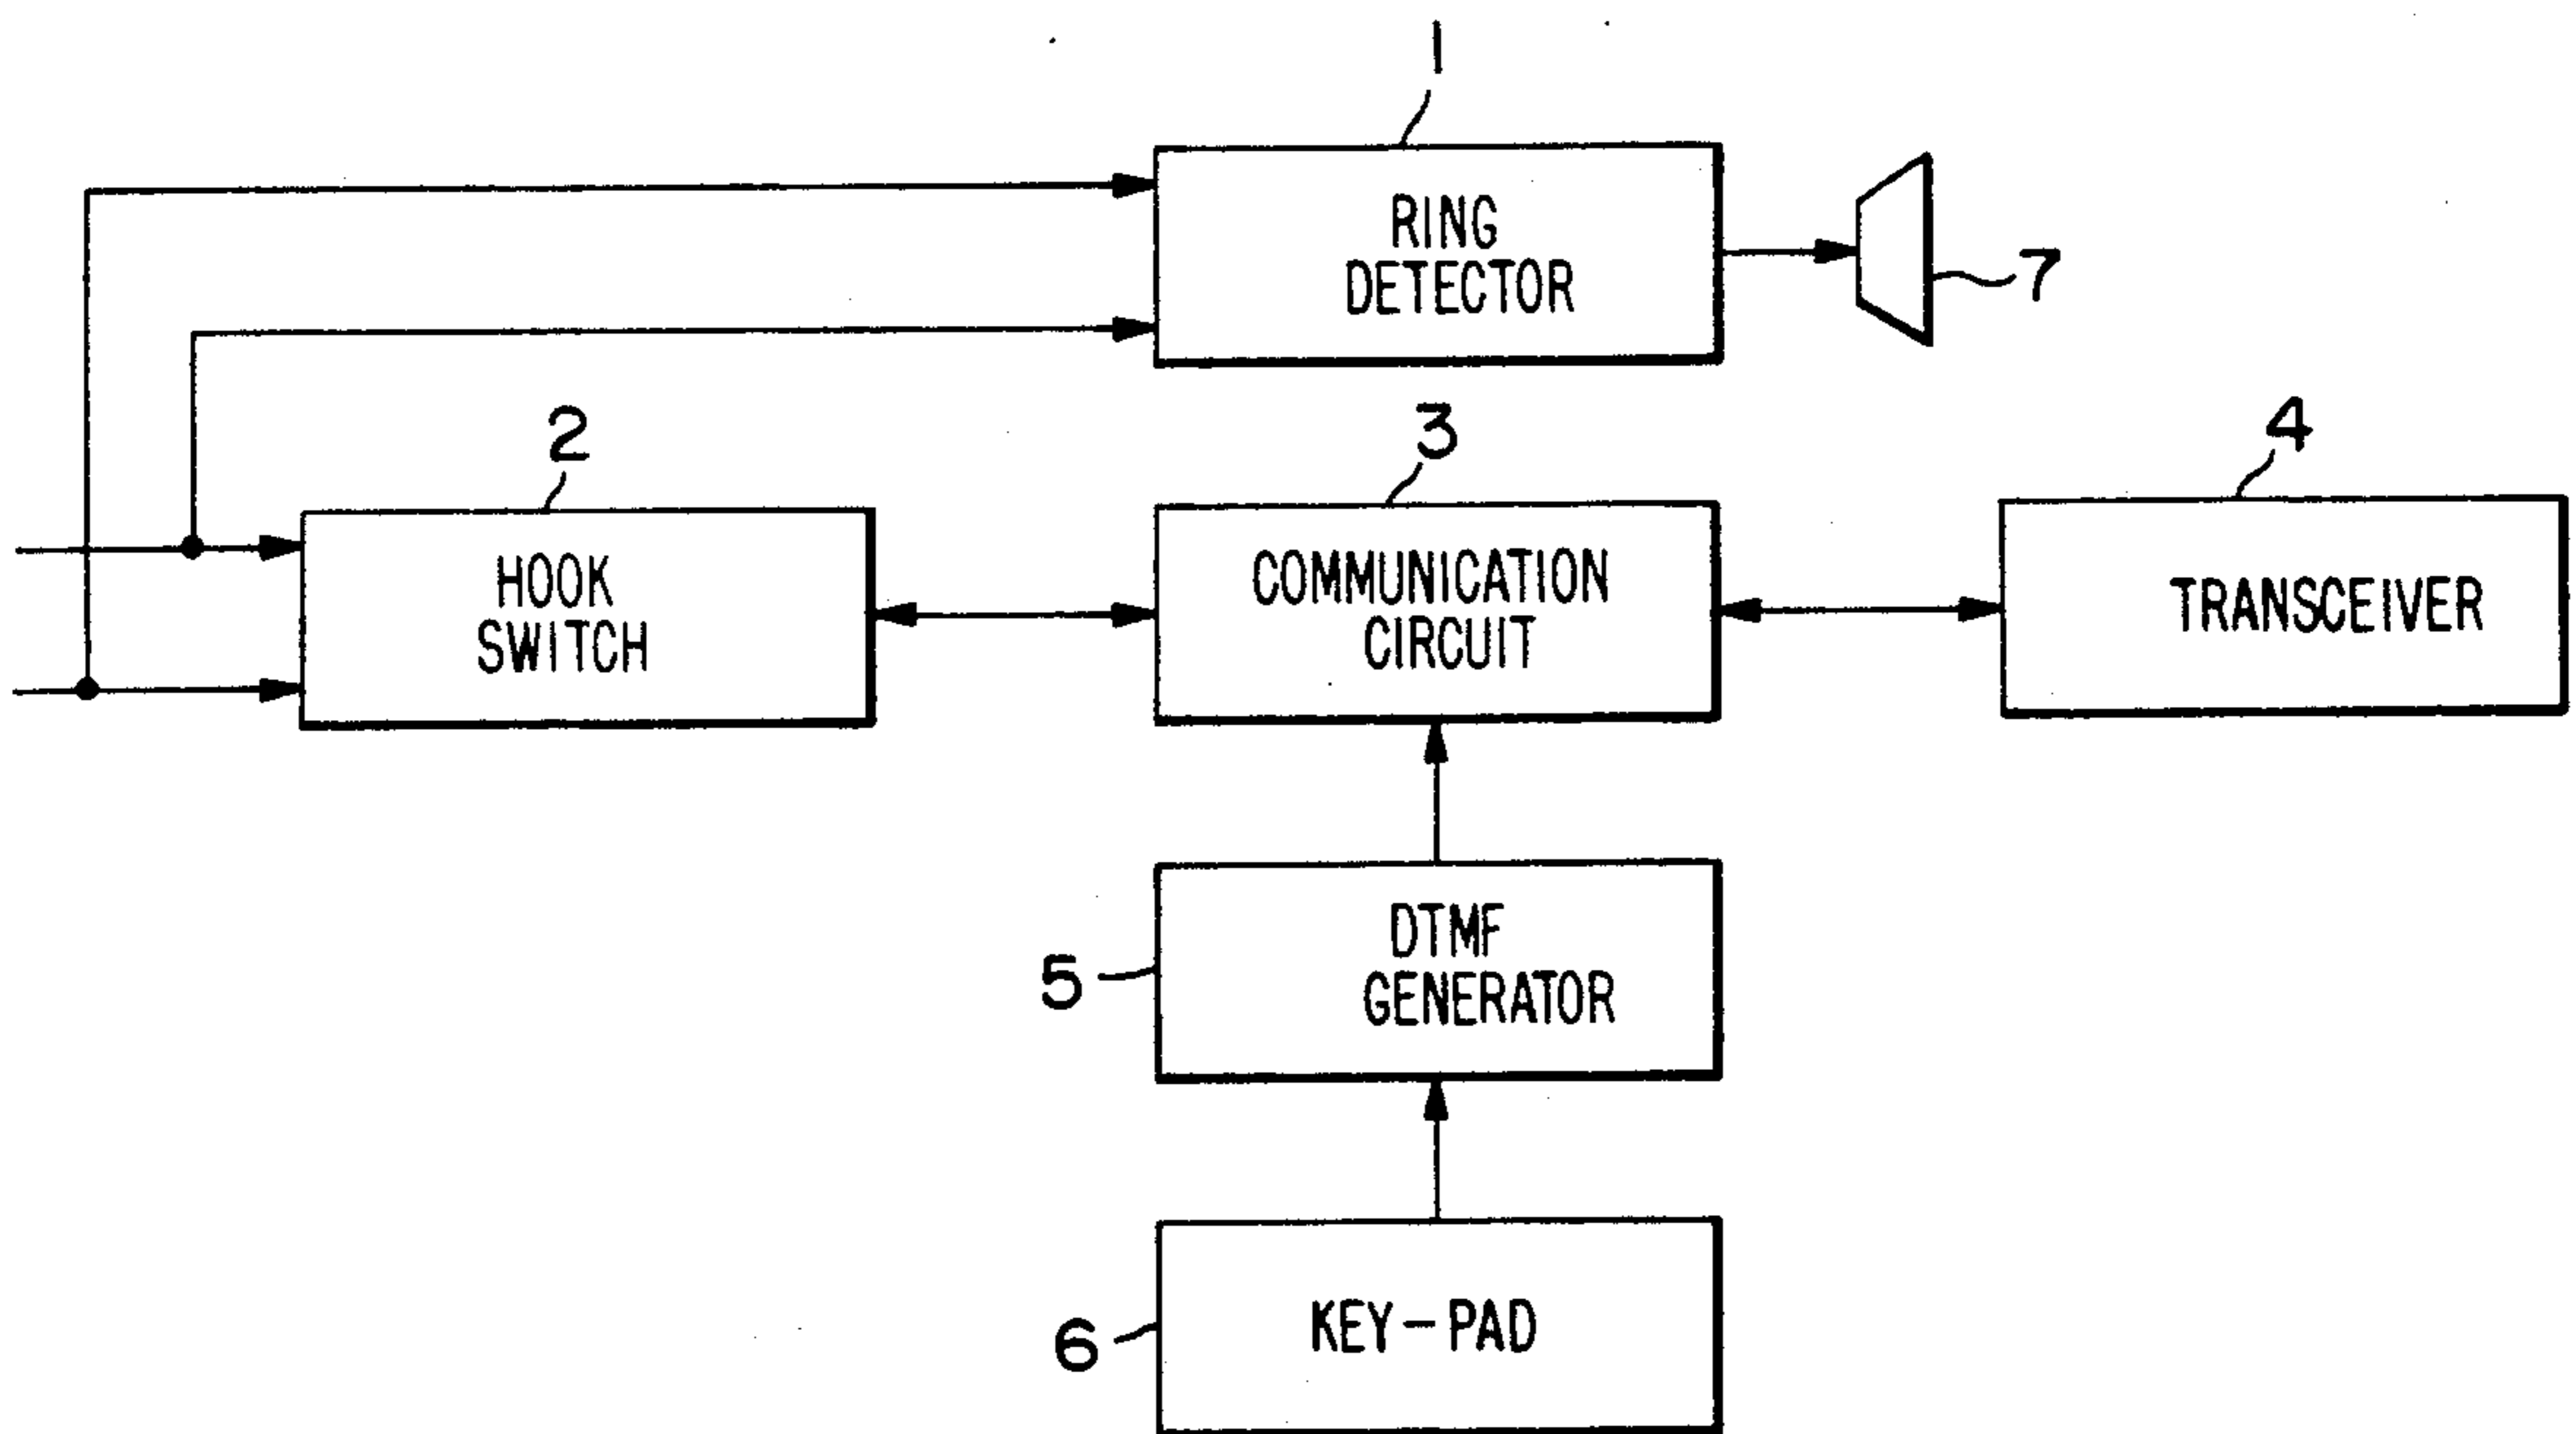 1
RING
DETECTOR
7
2
HOOK
SWITCH
3
COMMUNICATION
CIRCUIT
4
TRANSCEIVER
5
DTMF
GENERATOR
6
KEY-PAD